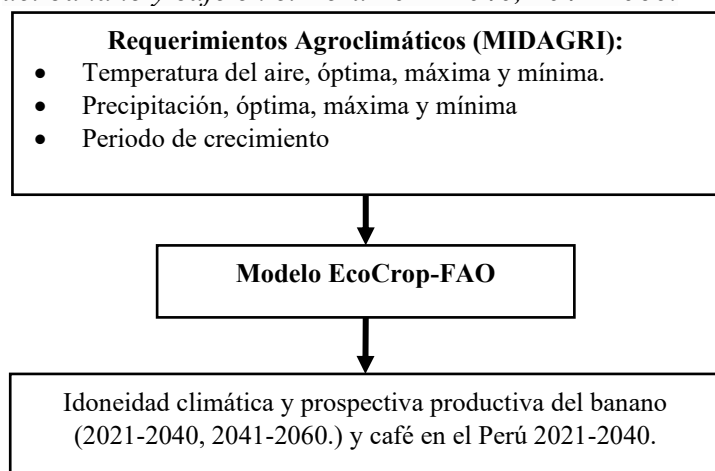 Requerimientos Agroclimáticos (MIDAGRI):
• Temperatura del aire, óptima, máxima y mínima.
• Precipitación, óptima, máxima y mínima
• Periodo de crecimiento
Modelo EcoCrop-FAO
Idoneidad climática y prospectiva productiva del banano
(2021-2040, 2041-2060.) y café en el Perú 2021-2040.